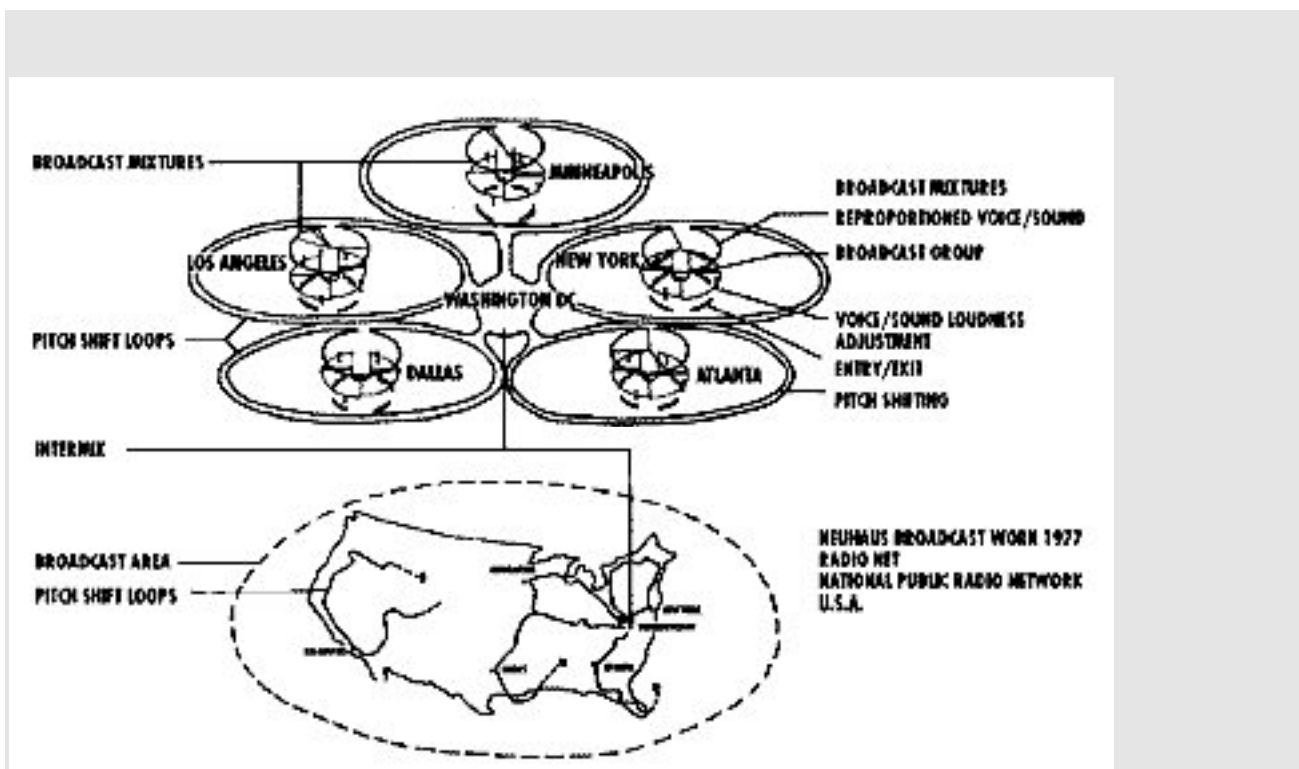 BROADCAST MIXTURES
MINNEAPOLIS
BROADCAST MIXTURES
REPROPORTIONED VOICE/SOUND
LOS ANGELES
NEW YORK
BROADCAST GROUP
WASHINGTON DC
VOICE/SOUND LOUDNESS
ADJUSTMENT
PITCH SHIFT LOOPS
DALLAS
ATLANTA
ENTRY/EXIT
PITCH SHIFTING
INTERMIX
BROADCAST AREA
PITCH SHIFT LOOPS
NEUHAUS BROADCAST WORK 1977
RADIO NET
NATIONAL PUBLIC RADIO NETWORK
U.S.A.